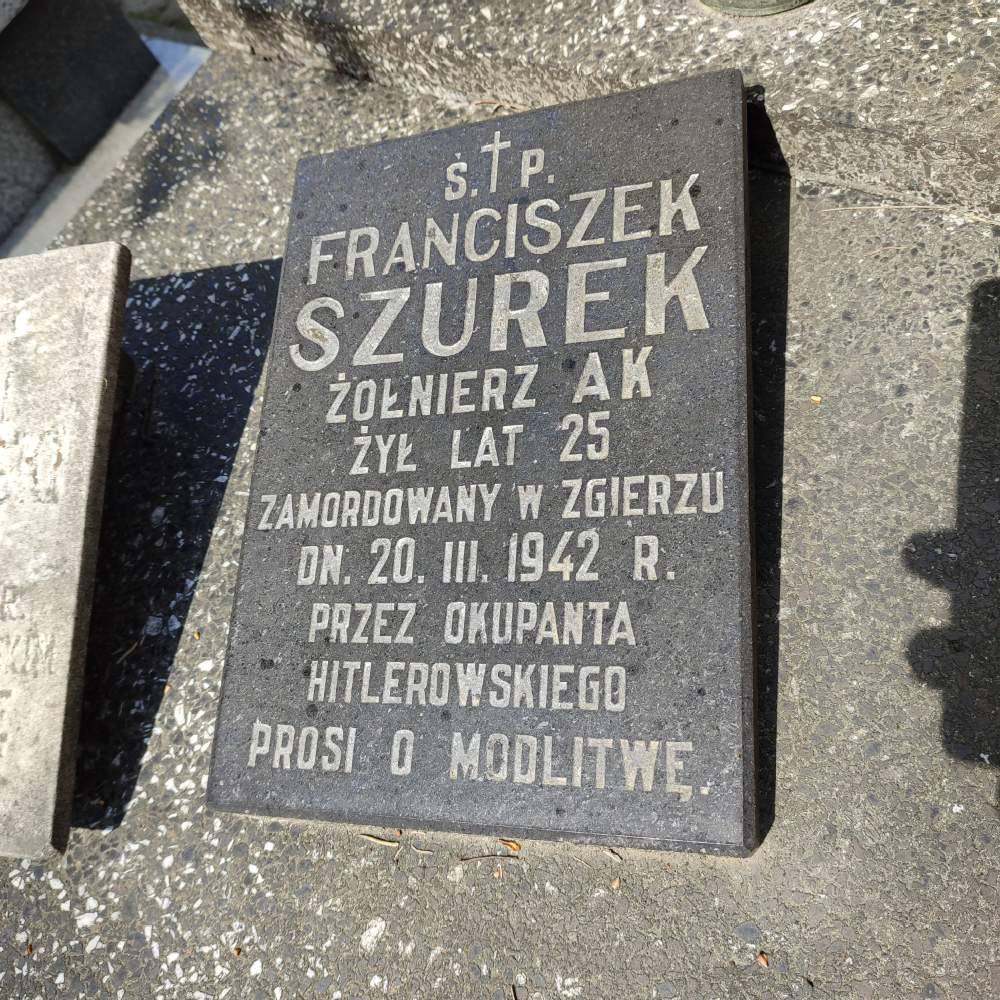 Ś. † P.
FRANCISZEK
SZUREK
ŻOŁNIERZ AK
ŻYŁ LAT 25
ZAMORDOWANY W ZGIERZU
DN. 20. III. 1942 R.
PRZEZ OKUPANTA
HITLEROWSKIEGO
PROSI O MODLITWĘ.